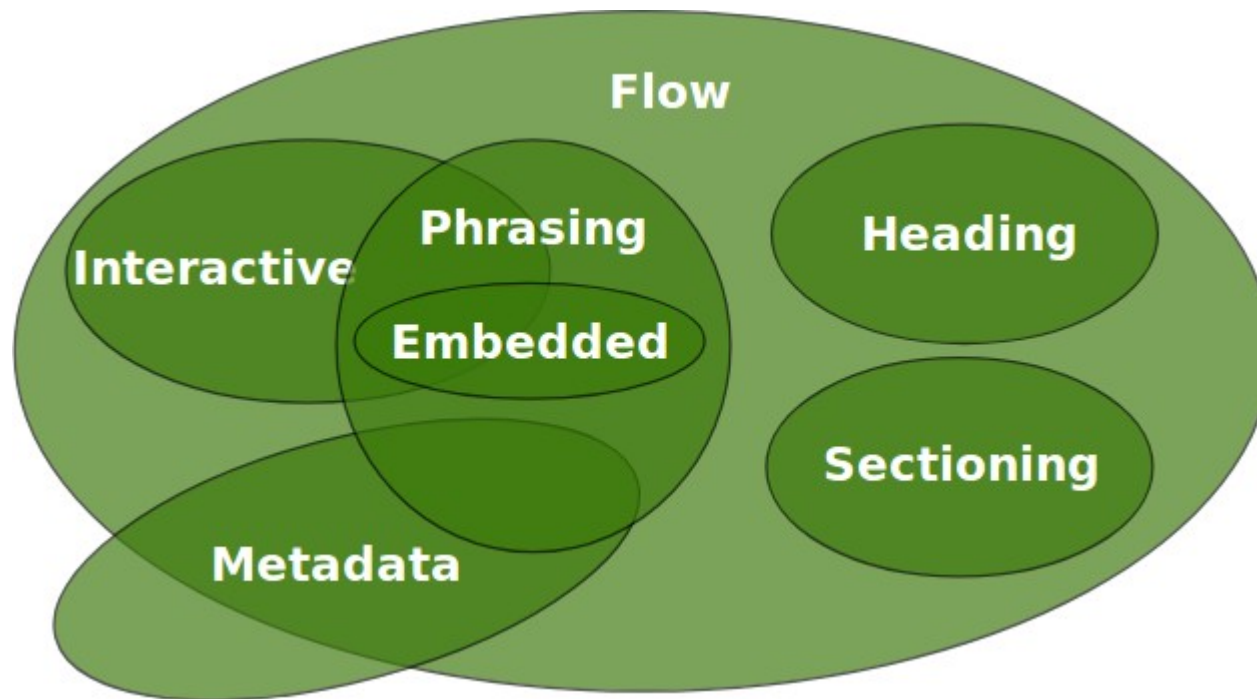 Flow
Phrasing
Heading
Interactive
Embedded
Sectioning
Metadata